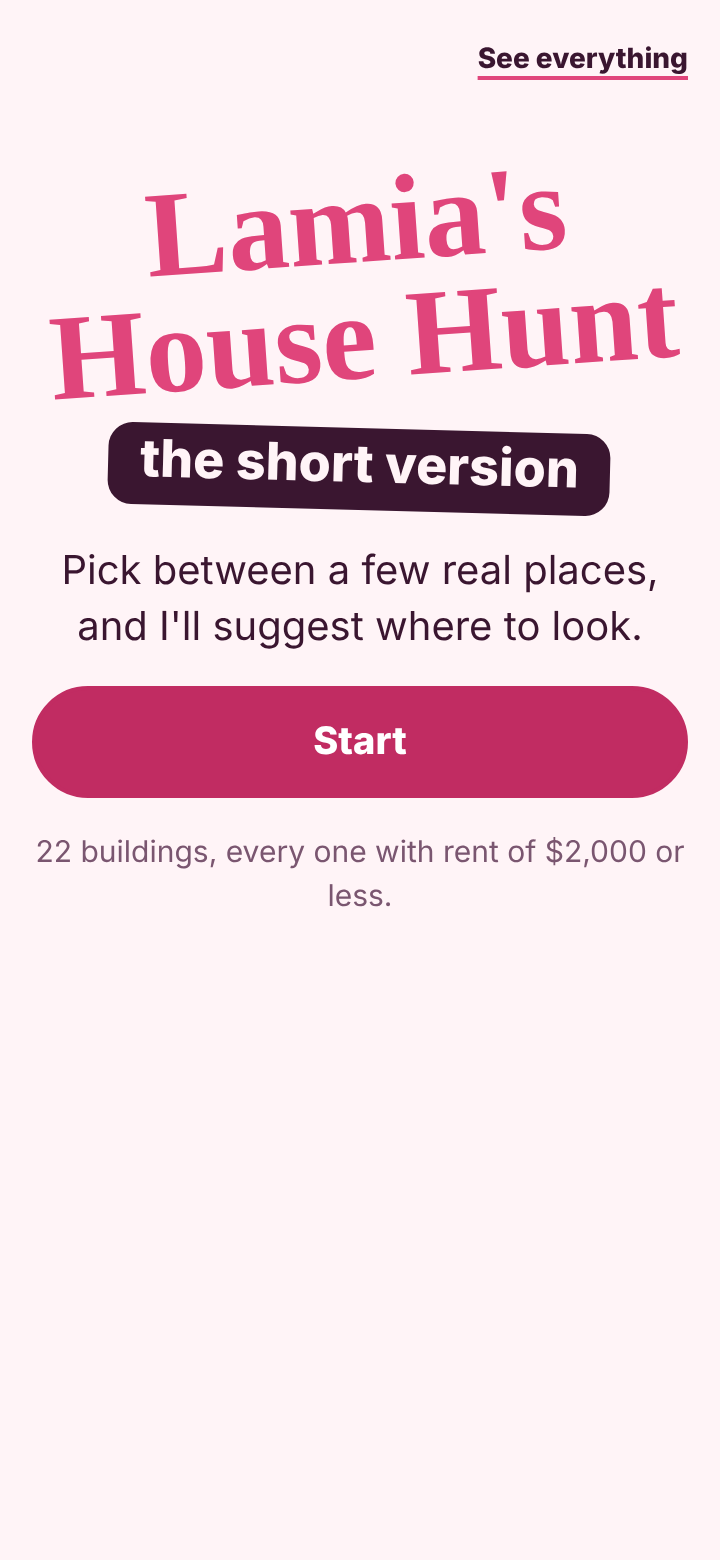 See everything
Lamia's
House Hunt
the short version
Pick between a few real places,
and I'll suggest where to look.
Start
22 buildings, every one with rent of $2,000 or
less.